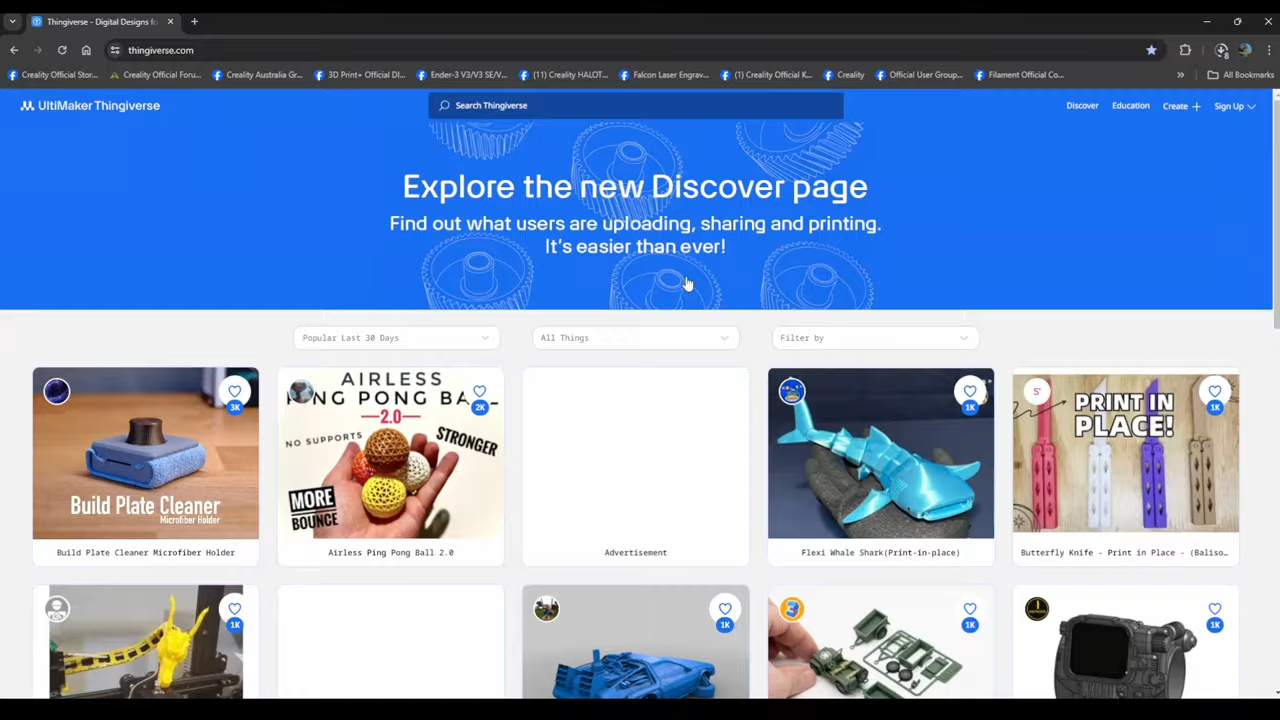 Thingiverse - Digital Designs fo
thingiverse.com
Creality Official Stor...
Creality Official Foru...
Creality Australia Gr...
3D Print+ Official DI...
Ender-3 V3/V3 SE/V...
(11) Creality HALOT...
Falcon Laser Engrav...
(1) Creality Official K...
Creality
Official User Group...
Filament Official Co...
All Bookmarks
UltiMaker Thingiverse
Search Thingiverse
Discover
Education
Create +
Sign Up
Explore the new Discover page
Find out what users are uploading, sharing and printing.
It's easier than ever!
Popular Last 30 Days
All Things
Filter by
3K
Build Plate Cleaner
Microfiber Holder
Build Plate Cleaner Microfiber Holder
AIRLESS
NG PONG BA
2.0
NO SUPPORTS
STRONGER
MORE
BOUNCE
2K
Airless Ping Pong Ball 2.0
Advertisement
1K
Flexi Whale Shark(Print-in-place)
PRINT IN
PLACE!
1K
Butterfly Knife - Print in Place - (Baliso…
1K
1K
3
1K
1K